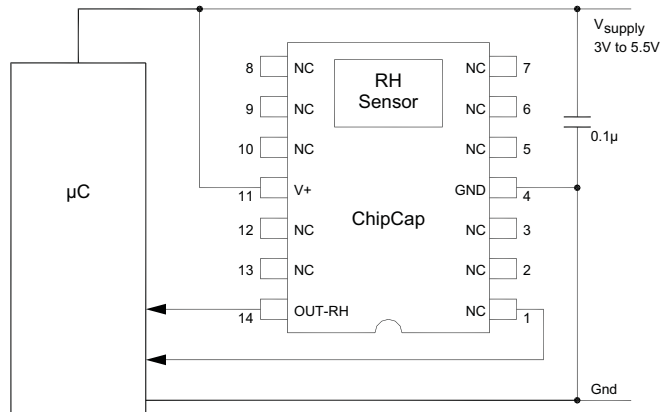 Vsupply
3V to 5.5V
8 NC
RH
Sensor
NC 7
9 NC
NC 6
0.1µ
10 NC
NC 5
µC
11 V+
GND 4
ChipCap
12 NC
NC 3
13 NC
NC 2
14 OUT-RH
NC 1
Gnd